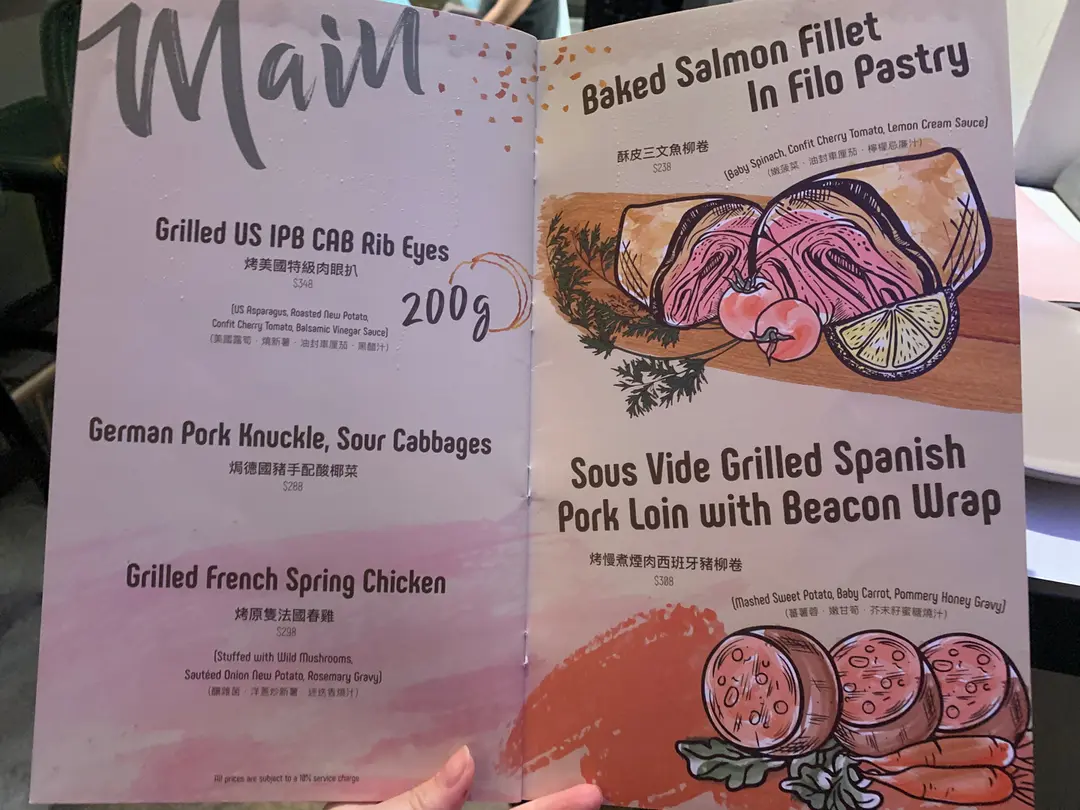 Main
Grilled US IPB CAB Rib Eyes
烤美國特級肉眼扒
$348
200g
(US Asparagus, Roasted New Potato,
Confit Cherry Tomato, Balsamic Vinegar Sauce)
(美國露筍・燒新薯・油封車厘茄・黑醋汁)
German Pork Knuckle, Sour Cabbages
焗德國豬手配酸椰菜
$288
Grilled French Spring Chicken
烤原隻法國春雞
$298
(Stuffed with Wild Mushrooms,
Sautéed Onion New Potato, Rosemary Gravy)
(釀雜菌・洋蔥炒新薯 迷迭香燒汁)
All prices are subject to a 10% service charge
Baked Salmon Fillet
In Filo Pastry
酥皮三文魚柳卷
$238
(Baby Spinach, Confit Cherry Tomato, Lemon Cream Sauce)
(嫩菠菜・油封車厘茄・檸檬忌廉汁)
Sous Vide Grilled Spanish
Pork Loin with Beacon Wrap
烤慢煮煙肉西班牙豬柳卷
$308
(Mashed Sweet Potato, Baby Carrot, Pommery Honey Gravy)
(蕃薯蓉・嫩甘筍・芥末籽蜜糖燒汁)